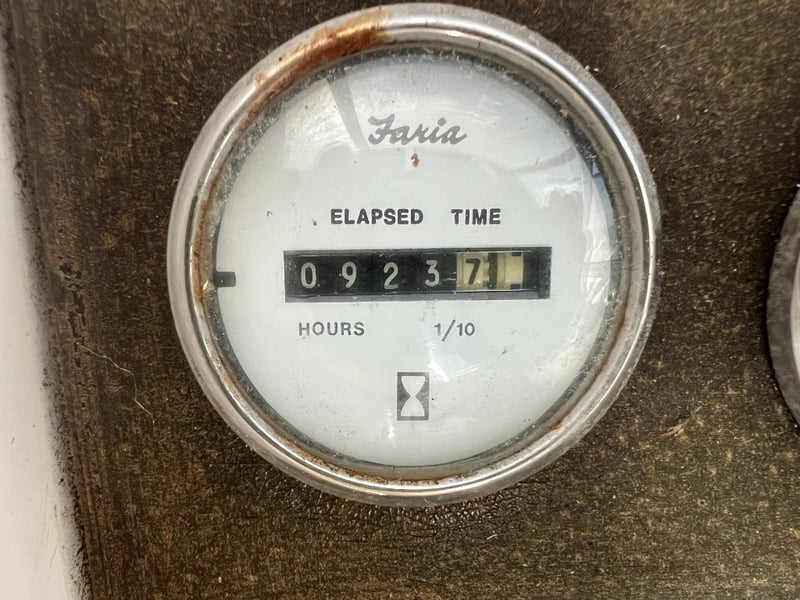 Faria
ELAPSED TIME
09237
HOURS 1/10